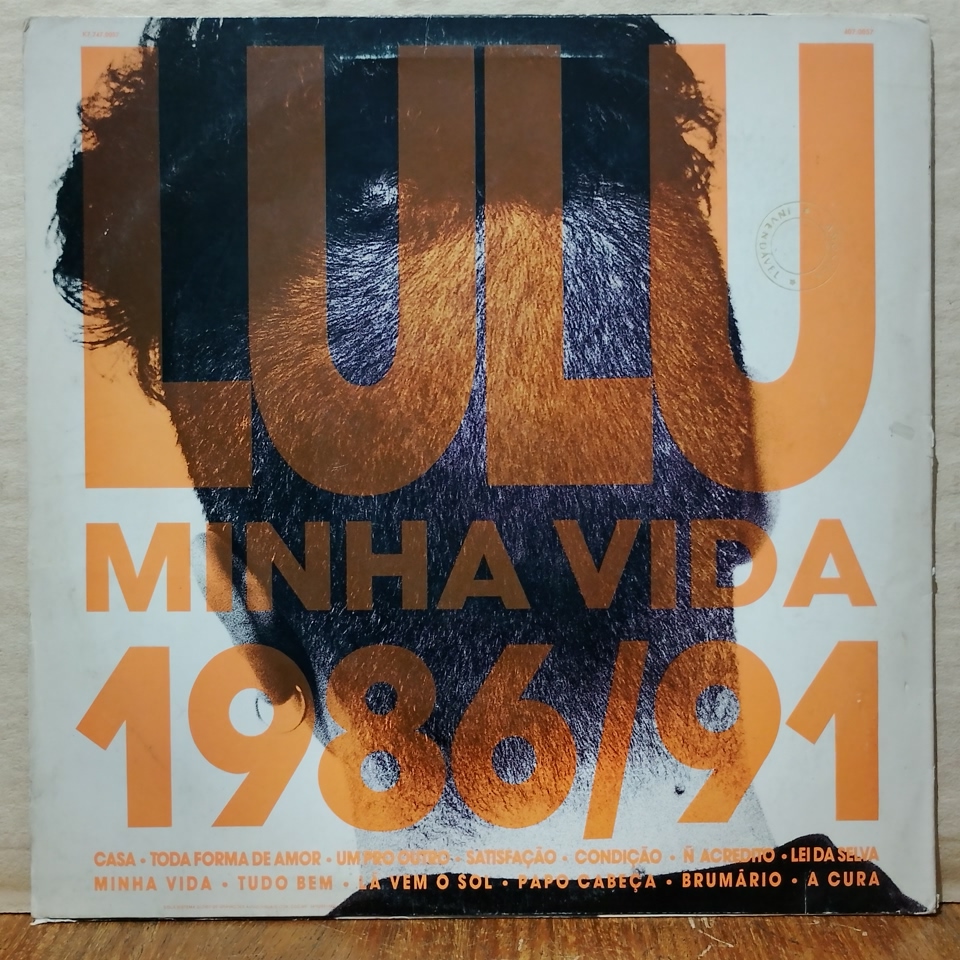 LULU
INVENDÁVEL
MINHA VIDA
1986/91
CASA • TODA FORMA DE AMOR • UM PRO OUTRO • SATISFAÇÃO • CONDIÇÃO • Ñ ACREDITO • LEI DA SELVA
MINHA VIDA • TUDO BEM • LÁ VEM O SOL • PAPO CABEÇA • BRUMÁRIO • A CURA